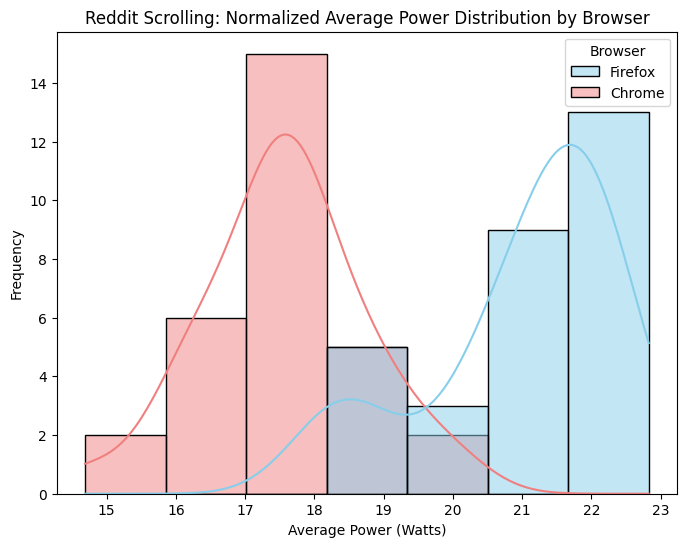 Reddit Scrolling: Normalized Average Power Distribution by Browser
Browser
Firefox
Chrome
14
12
10
8
6
4
2
0
Frequency
15 16 17 18 19 20 21 22 23
Average Power (Watts)